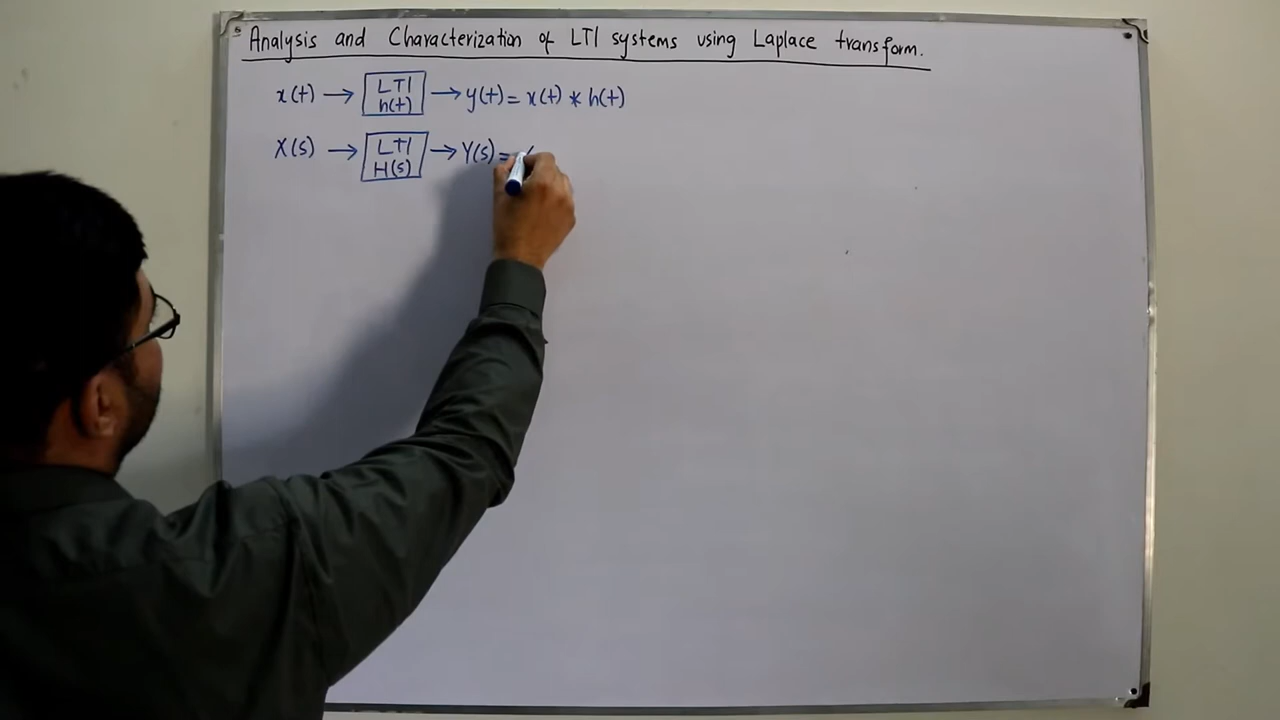 Analysis and Characterization of LTI systems using Laplace transform.
x(t) → LTI h(t) → y(t) = x(t) * h(t)
X(s) → LTI H(s) → Y(s) =